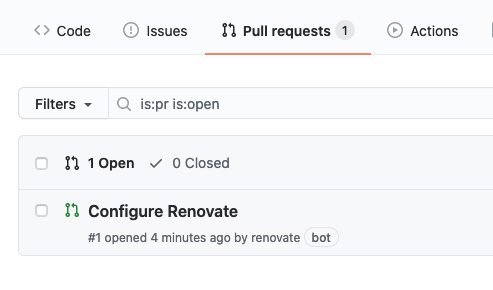 Code Issues Pull requests 1 Actions
Filters is:pr is:open
1 Open 0 Closed
Configure Renovate
#1 opened 4 minutes ago by renovate bot